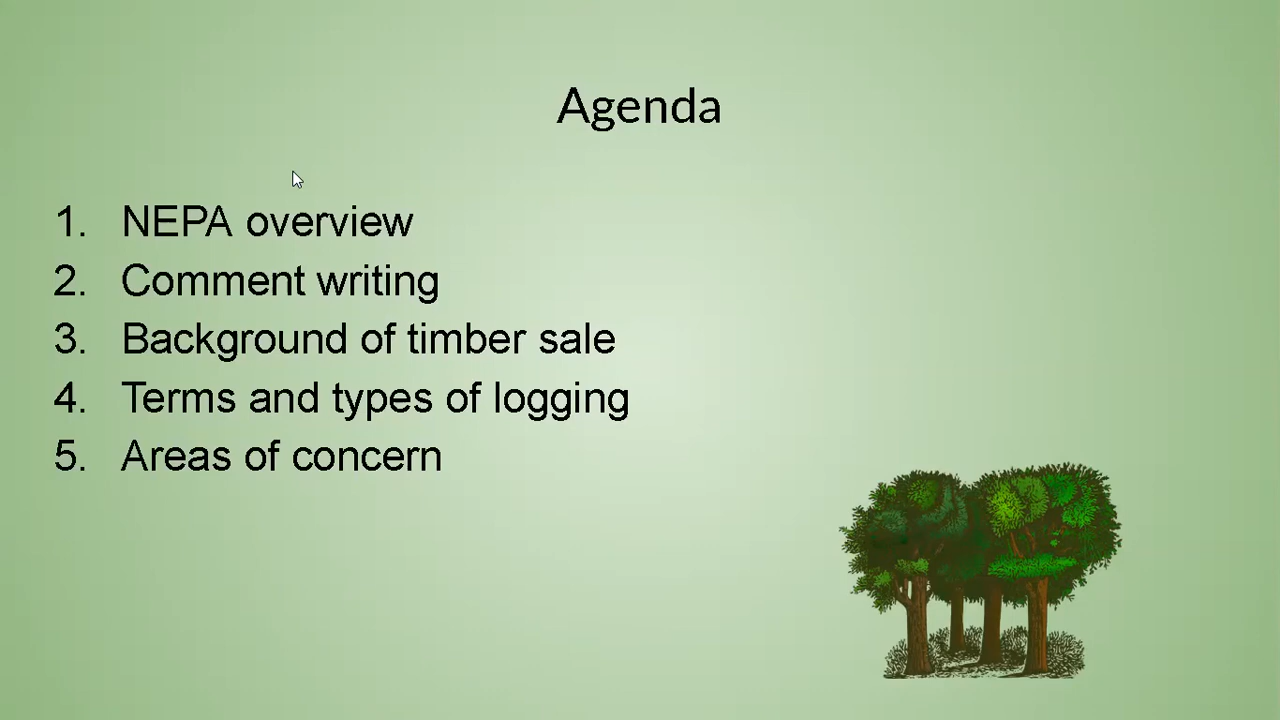 Agenda
1. NEPA overview
2. Comment writing
3. Background of timber sale
4. Terms and types of logging
5. Areas of concern